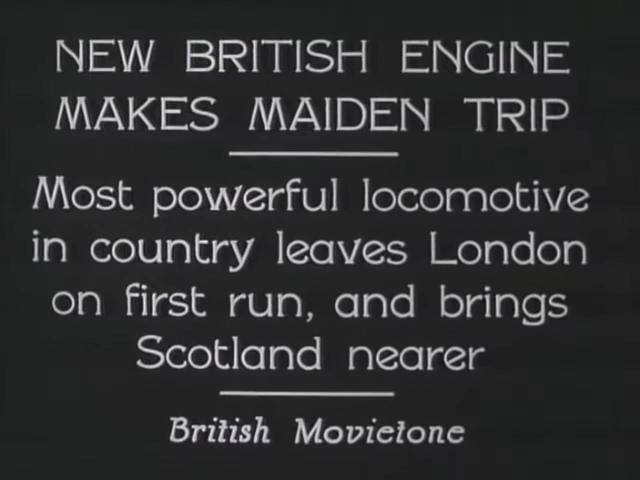 NEW BRITISH ENGINE
MAKES MAIDEN TRIP
Most powerful locomotive
in country leaves London
on first run, and brings
Scotland nearer
British Movietone